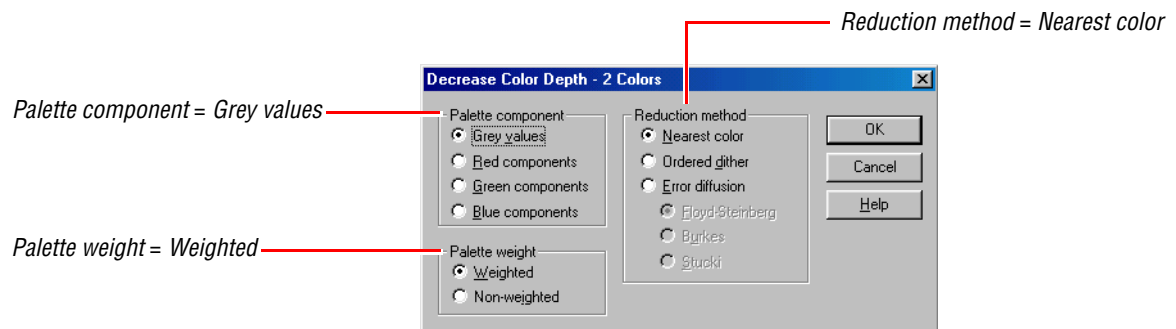 Reduction method = Nearest color
Decrease Color Depth - 2 Colors
Palette component = Grey values
Palette component
Grey values
Red components
Green components
Blue components
Reduction method
Nearest color
Ordered dither
Error diffusion
Floyd-Steinberg
Burkes
Stucki
OK
Cancel
Help
Palette weight = Weighted
Palette weight
Weighted
Non-weighted